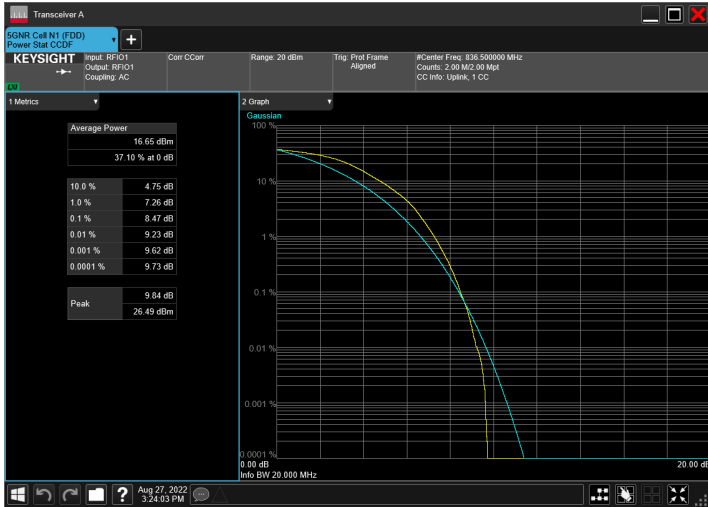 Transceiver A
5GNR Cell N1 (FDD)
Power Stat CCDF
KEYSIGHT
LXI
Input: RFIO1
Output: RFIO1
Coupling: AC
Corr CCorr
Range: 20 dBm
Trig: Prot Frame
Aligned
#Center Freq: 836.500000 MHz
Counts: 2.00 M/2.00 Mpt
CC Info: Uplink, 1 CC
1 Metrics
Average Power
16.65 dBm
37.10 % at 0 dB
10.0 % 4.75 dB
1.0 % 7.26 dB
0.1 % 8.47 dB
0.01 % 9.23 dB
0.001 % 9.62 dB
0.0001 % 9.73 dB
Peak 9.84 dB
26.49 dBm
2 Graph
Gaussian
100 %
10 %
1 %
0.1 %
0.01 %
0.001 %
0.0001 %
0.00 dB 20.00 dB
Info BW 20.000 MHz
Aug 27, 2022
3:24:03 PM